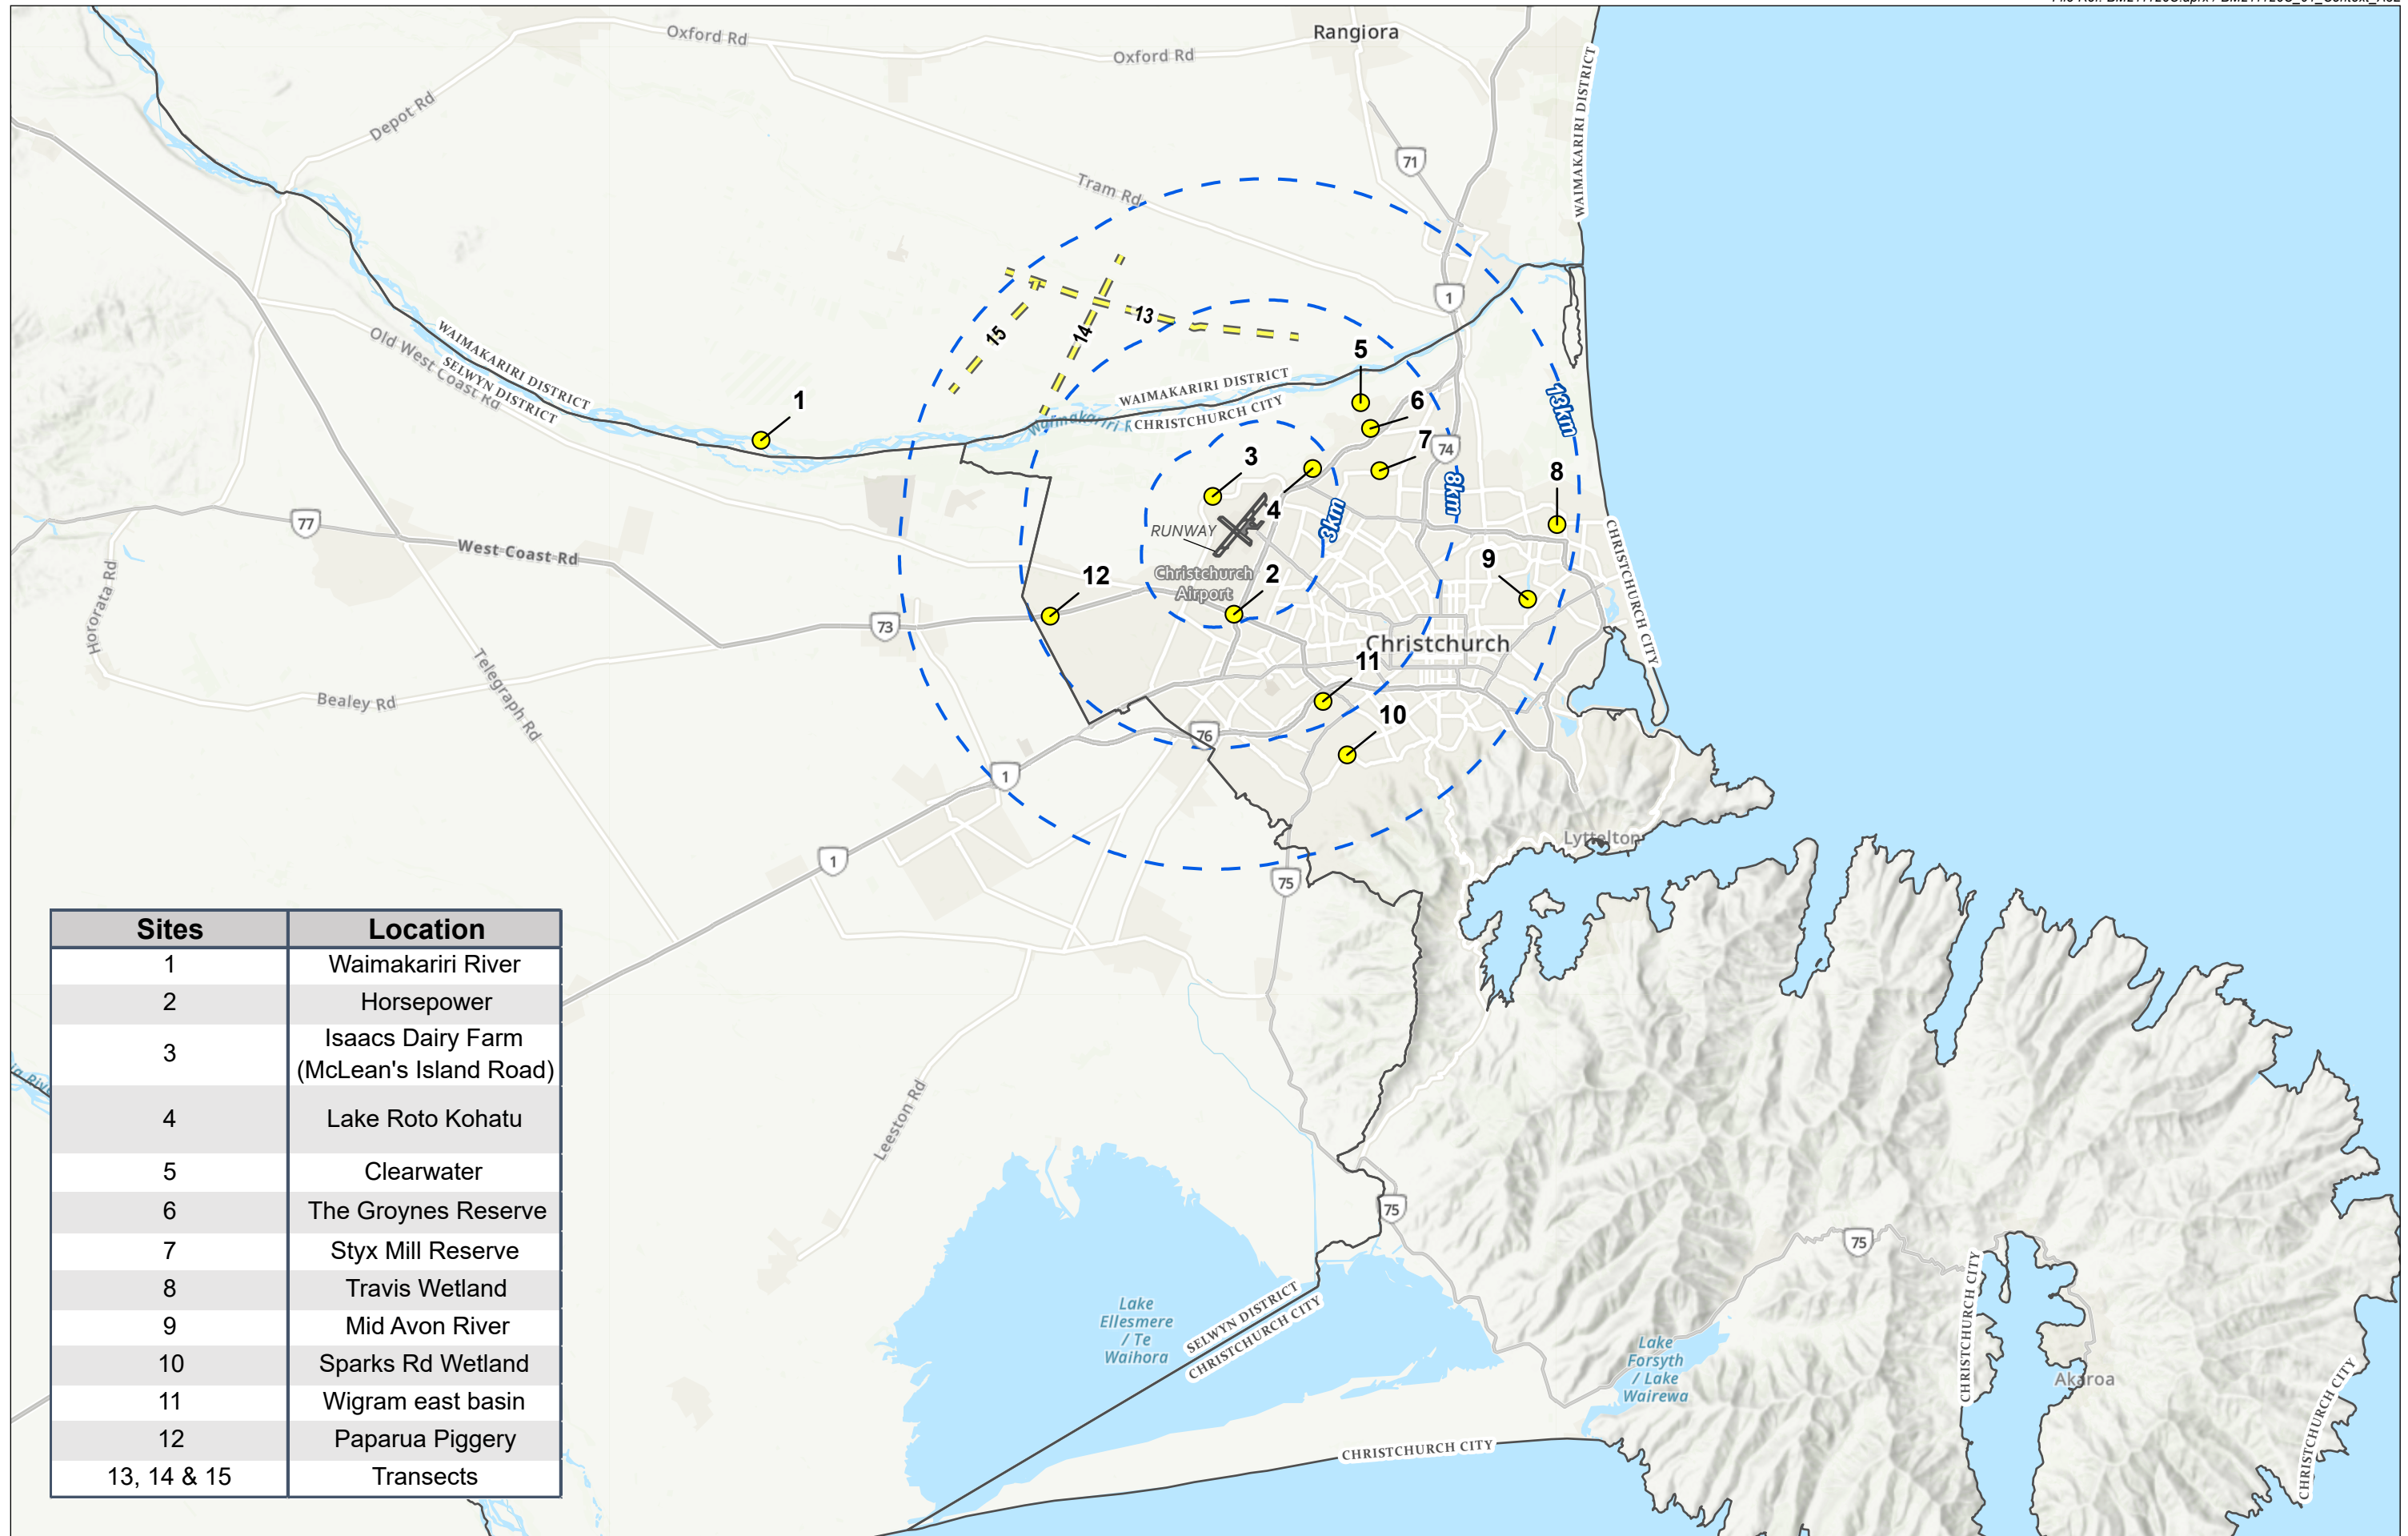 Rangiora
Oxford Rd
Oxford Rd
Depot Rd
Tram Rd
71
WAIMAKARIRI DISTRICT
1
13
14
15
Old West Coast Rd
WAIMAKARIRI DISTRICT
SELWYN DISTRICT
WAIMAKARIRI DISTRICT
CHRISTCHURCH CITY
Waimakariri
1
5
6
7
74
13km
3
4
8
8km
3km
RUNWAY
77
West Coast Rd
9
Christchurch
Airport
2
12
CHRISTCHURCH CITY
Hororata Rd
73
Christchurch
11
Telegraph Rd
Bealey Rd
10
76
1
1
Lyttelton
75
Sites Location
1 Waimakariri River
2 Horsepower
3 Isaacs Dairy Farm
(McLean's Island Road)
4 Lake Roto Kohatu
5 Clearwater
6 The Groynes Reserve
7 Styx Mill Reserve
8 Travis Wetland
9 Mid Avon River
10 Sparks Rd Wetland
11 Wigram east basin
12 Paparua Piggery
13, 14 & 15 Transects
Leeston Rd
75
75
Lake
Ellesmere
/ Te
Waihora
SELWYN DISTRICT
CHRISTCHURCH CITY
Lake
Forsyth
/ Lake
Wairewa
CHRISTCHURCH CITY
Akaroa
CHRISTCHURCH CITY
CHRISTCHURCH CITY